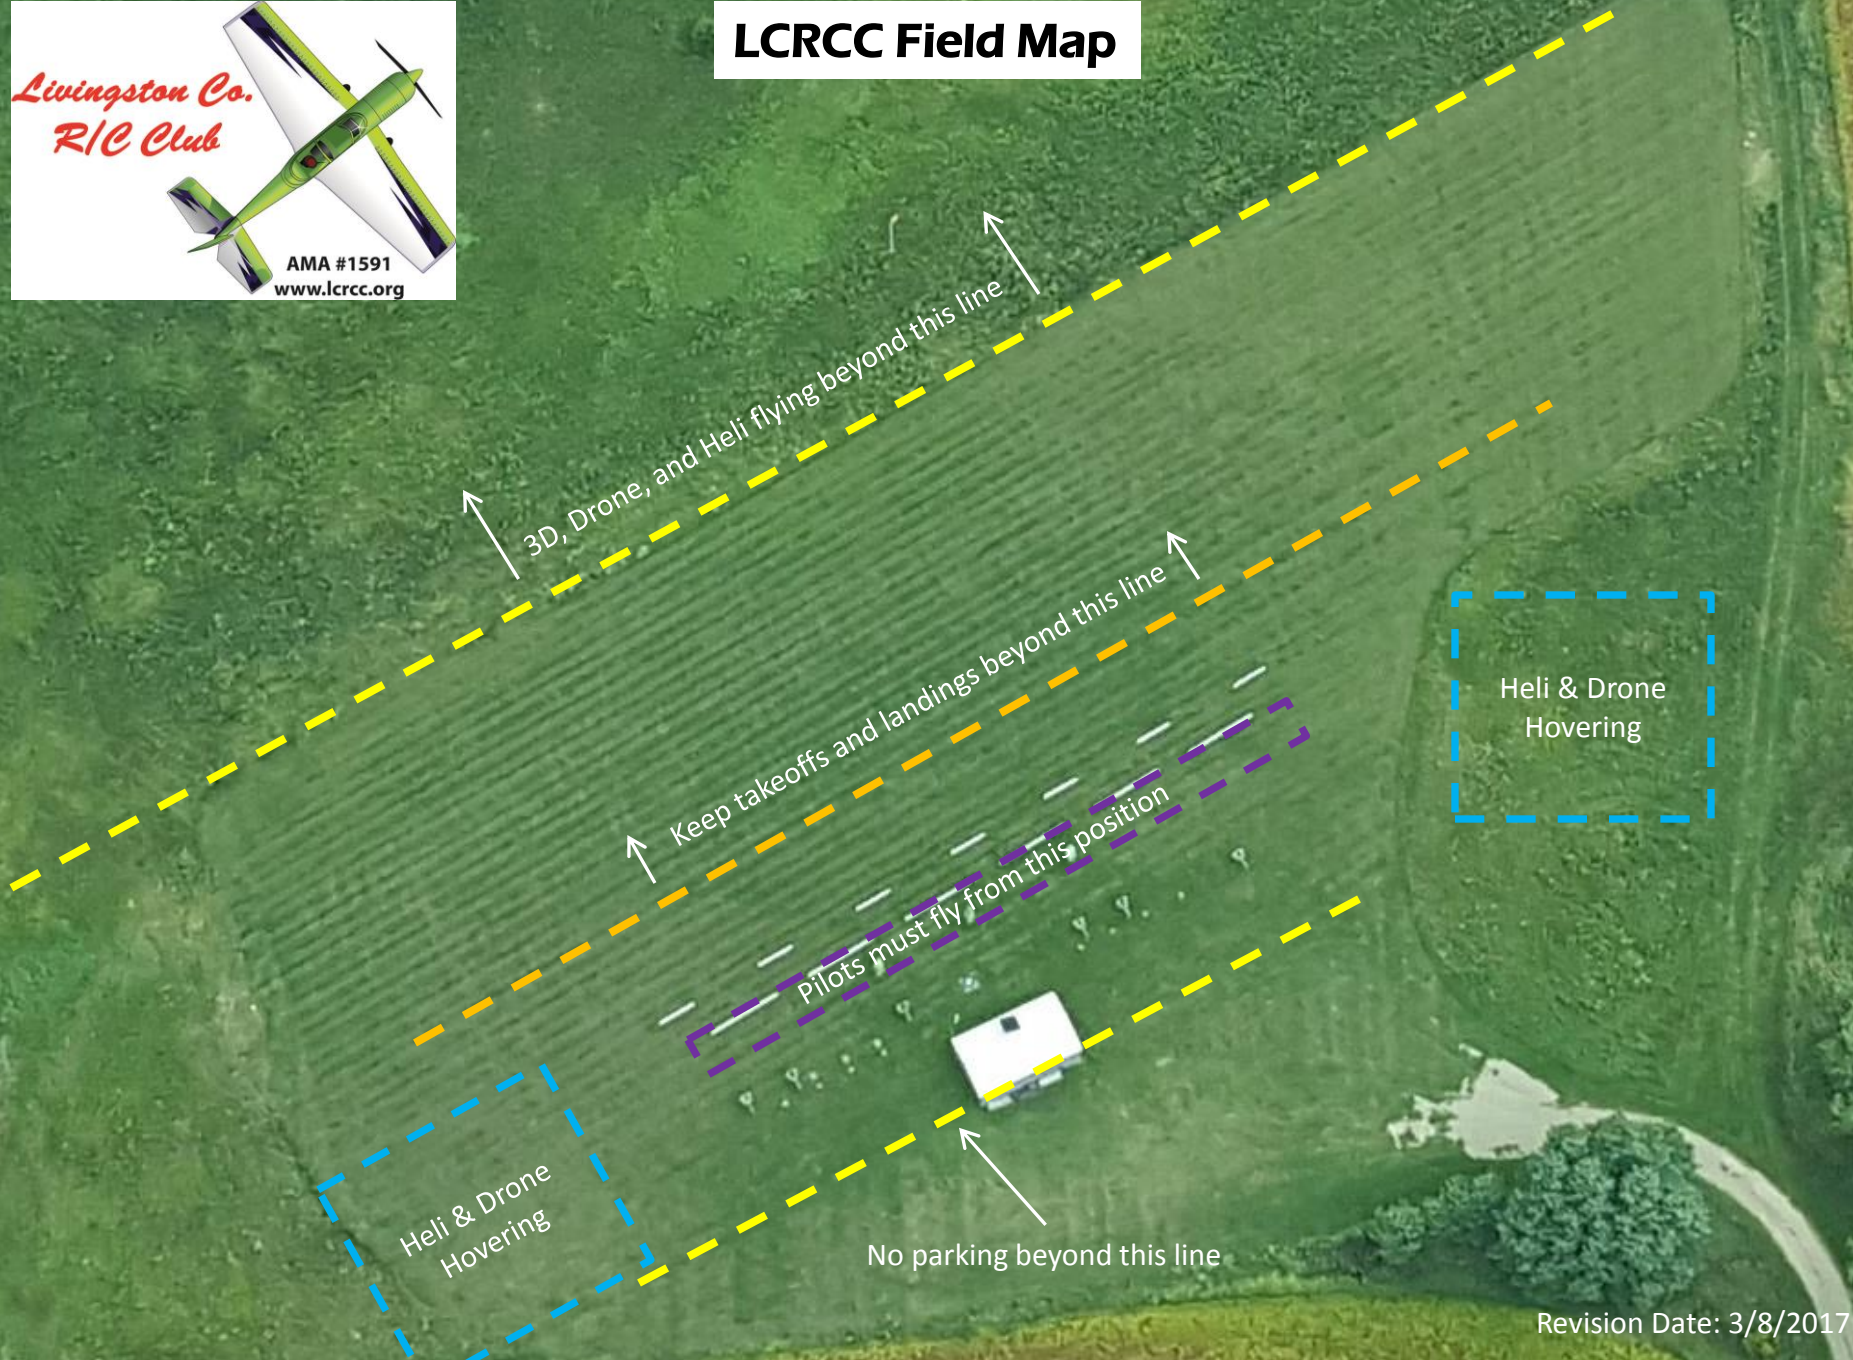 LCRCC Field Map
Livingston Co.
R/C Club
AMA #1591
www.lcrcc.org
3D, Drone, and Heli flying beyond this line
Keep takeoffs and landings beyond this line
Heli & Drone
Hovering
Pilots must fly from this position
Heli & Drone
Hovering
No parking beyond this line
Revision Date: 3/8/2017